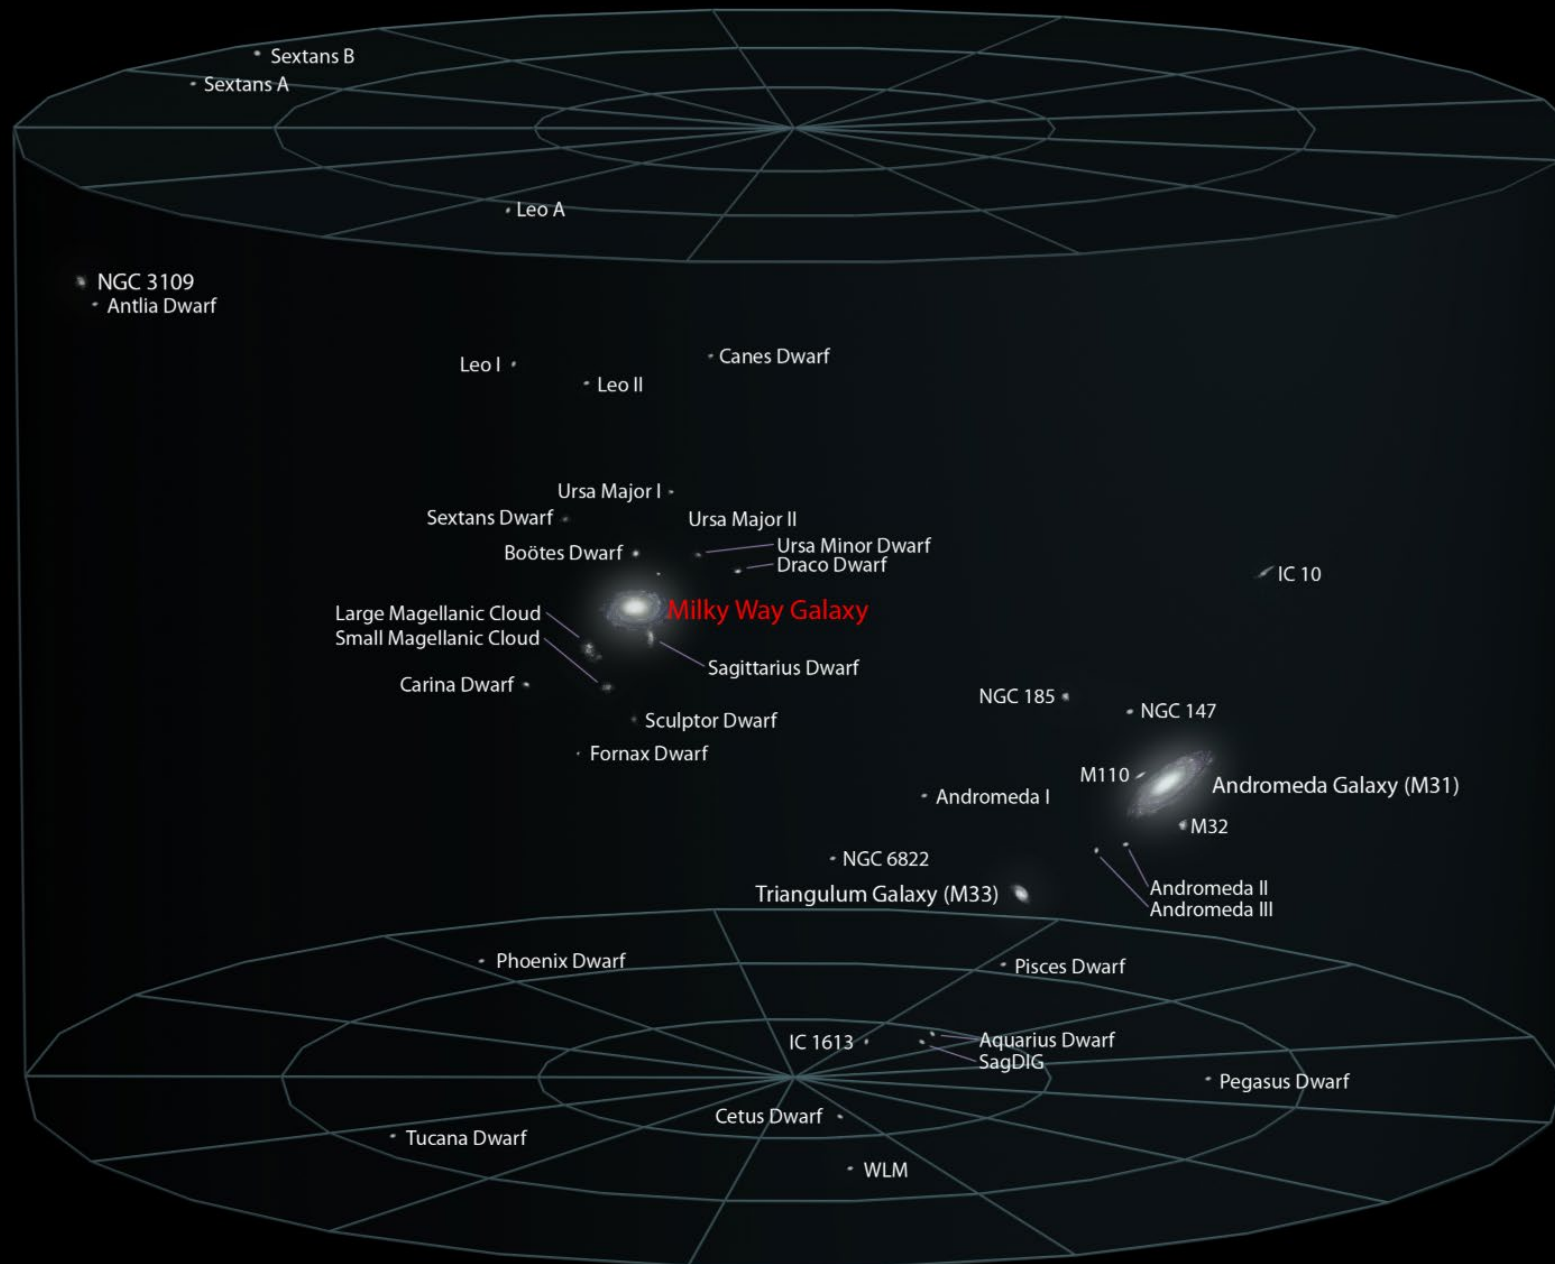 Sextans B
Sextans A
Leo A
NGC 3109
Antlia Dwarf
Leo I
Canes Dwarf
Leo II
Ursa Major I
Sextans Dwarf
Ursa Major II
Boötes Dwarf
Ursa Minor Dwarf
Draco Dwarf
IC 10
Large Magellanic Cloud
Milky Way Galaxy
Small Magellanic Cloud
Sagittarius Dwarf
Carina Dwarf
NGC 185
NGC 147
Sculptor Dwarf
Fornax Dwarf
M110
Andromeda Galaxy (M31)
Andromeda I
M32
NGC 6822
Triangulum Galaxy (M33)
Andromeda II
Andromeda III
Phoenix Dwarf
Pisces Dwarf
IC 1613
Aquarius Dwarf
SagDIG
Pegasus Dwarf
Cetus Dwarf
Tucana Dwarf
WLM